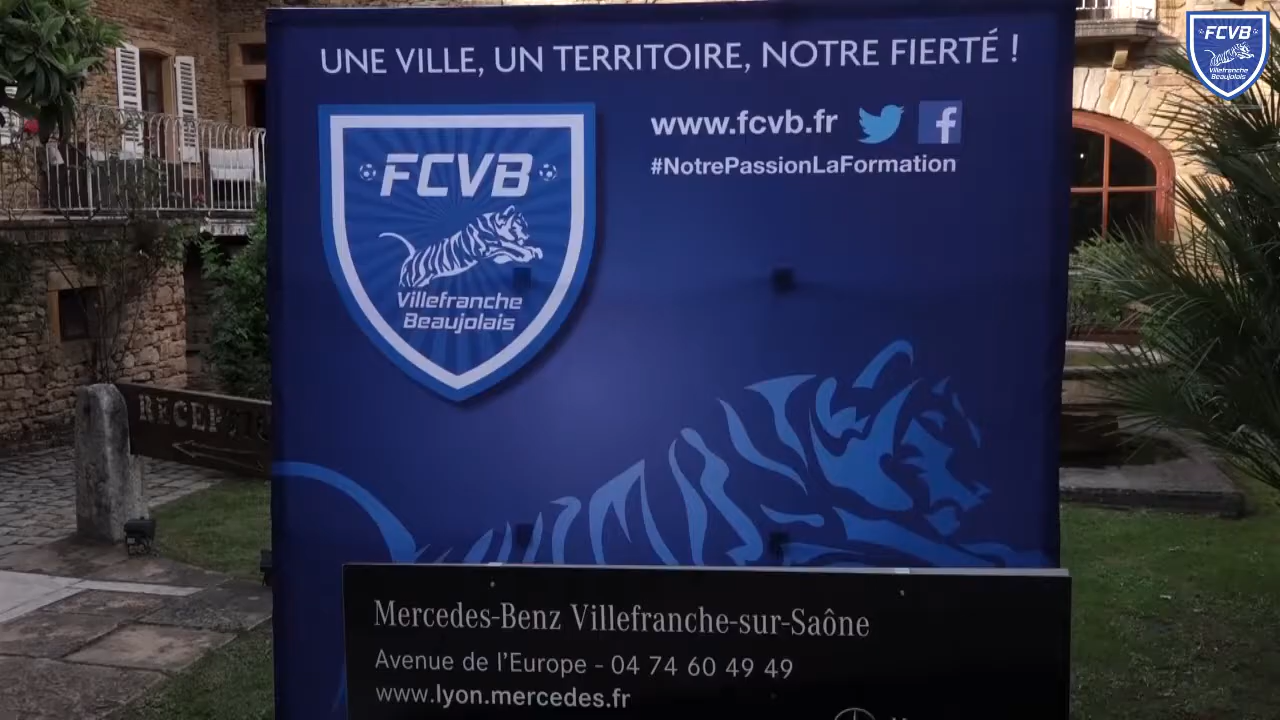 UNE VILLE, UN TERRITOIRE, NOTRE FIERTÉ !
FCVB
Villefranche
Beaujolais
www.fcvb.fr
#NotrePassionLaFormation
FCVB
Villefranche
Beaujolais
Mercedes-Benz Villefranche-sur-Saône
Avenue de l'Europe - 04 74 60 49 49
www.lyon.mercedes.fr